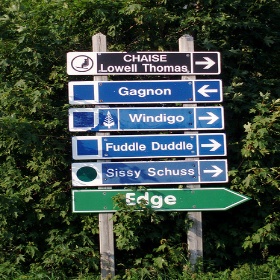 CHAISE
Lowell Thomas
Gagnon
Windigo
Fuddle Duddle
Sissy Schuss
Edge